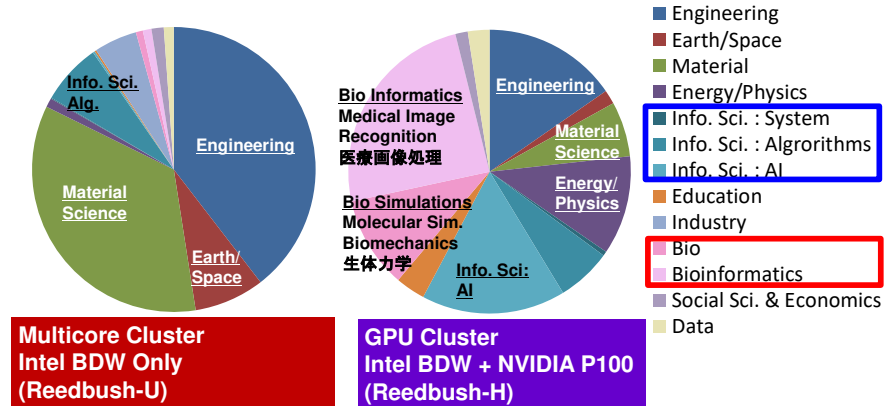 Info. Sci.
Alg.
Engineering
Material
Science
Earth/
Space
Multicore Cluster
Intel BDW Only
(Reedbush-U)
Bio Informatics
Medical Image
Recognition
医療画像処理
Bio Simulations
Molecular Sim.
Biomechanics
生体力学
Engineering
Material
Science
Energy/
Physics
Info. Sci:
AI
GPU Cluster
Intel BDW + NVIDIA P100
(Reedbush-H)
Engineering
Earth/Space
Material
Energy/Physics
Info. Sci. : System
Info. Sci. : Algrorithms
Info. Sci. : AI
Education
Industry
Bio
Bioinformatics
Social Sci. & Economics
Data